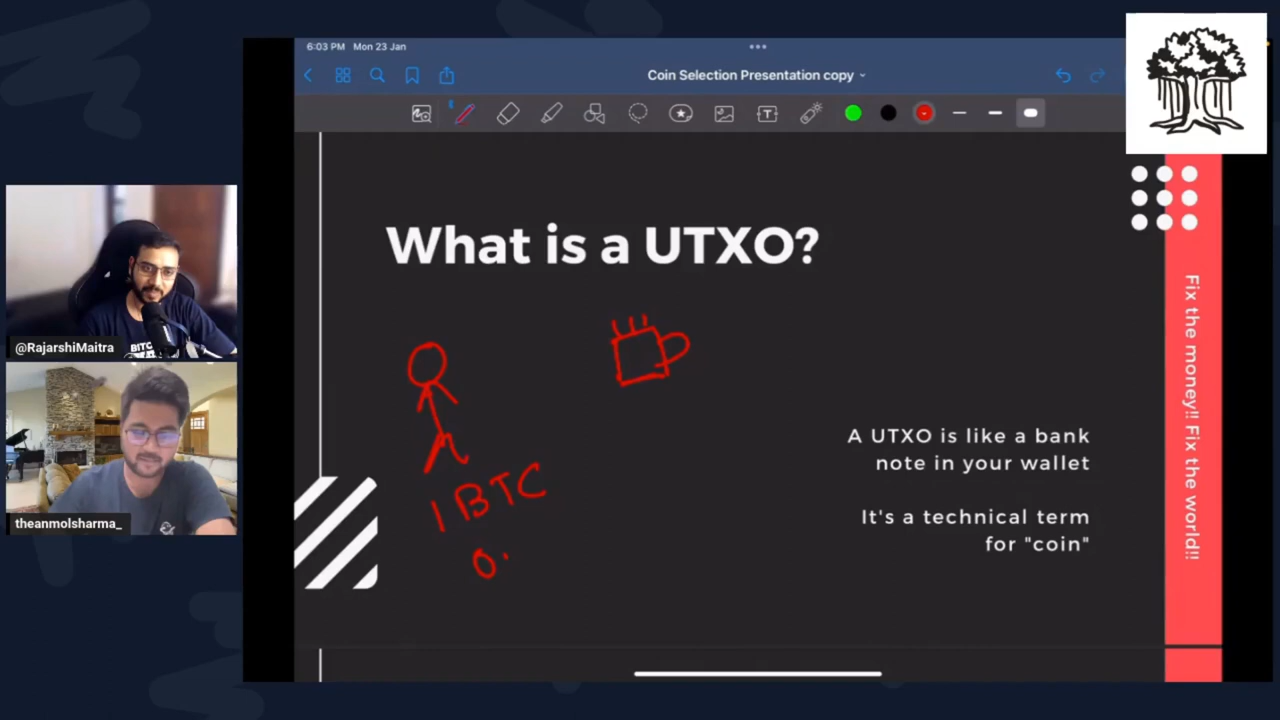 6:03 PM Mon 23 Jan
Coin Selection Presentation copy
What is a UTXO?
1 BTC
0.
A UTXO is like a bank
note in your wallet
It's a technical term
for "coin"
Fix the money!! Fix the world!!
@RajarshiMaitra
theanmolsharma_